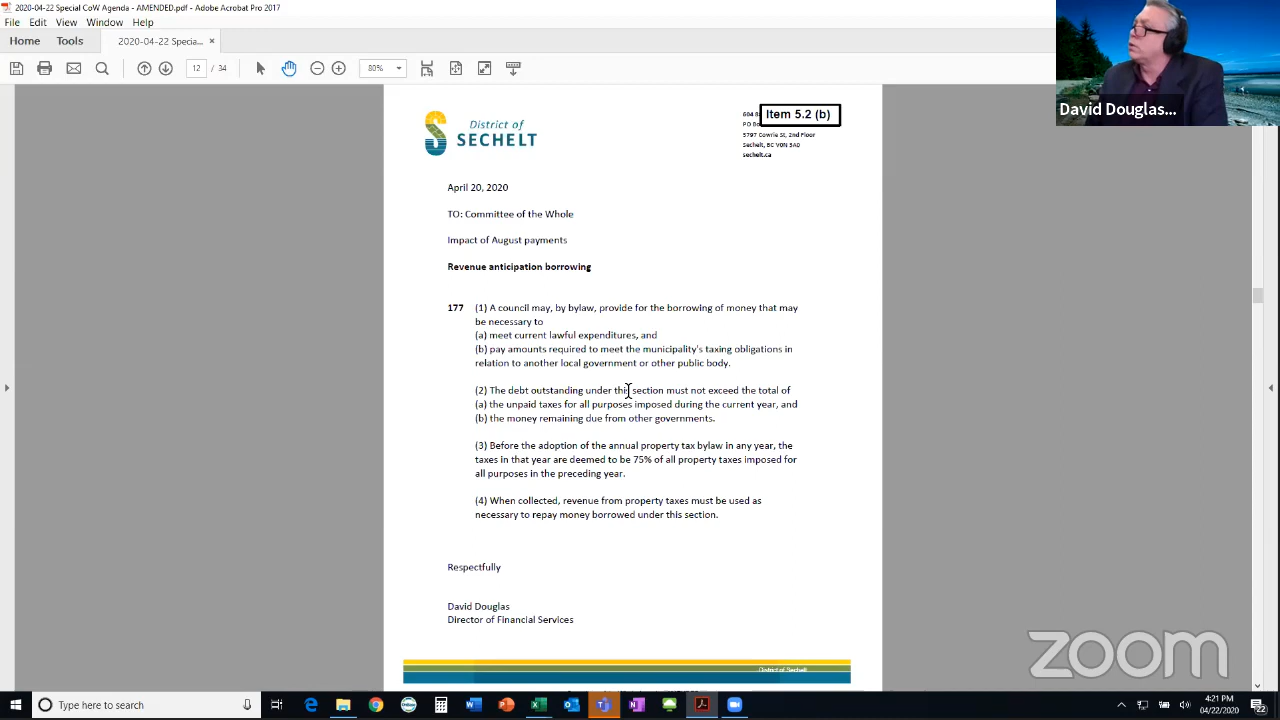 2020-04-22 Special CoW Agenda - AMENDED.pdf - Adobe Acrobat Pro 2017
File Edit View Window Help
Home Tools 2020-04-22 Specia... ×
12 / 34 80%
David Douglas...
District of
SECHELT
Item 5.2 (b)
PO
5797 Cowrie St, 2nd Floor
Sechelt, BC V0N 3A0
sechelt.ca
April 20, 2020
TO: Committee of the Whole
Impact of August payments
Revenue anticipation borrowing
177 (1) A council may, by bylaw, provide for the borrowing of money that may
be necessary to
(a) meet current lawful expenditures, and
(b) pay amounts required to meet the municipality's taxing obligations in
relation to another local government or other public body.
(2) The debt outstanding under this section must not exceed the total of
(a) the unpaid taxes for all purposes imposed during the current year, and
(b) the money remaining due from other governments.
(3) Before the adoption of the annual property tax bylaw in any year, the
taxes in that year are deemed to be 75% of all property taxes imposed for
all purposes in the preceding year.
(4) When collected, revenue from property taxes must be used as
necessary to repay money borrowed under this section.
Respectfully
David Douglas
Director of Financial Services
District of Sechelt
zoom
Type here to search
4:21 PM
04/22/2020